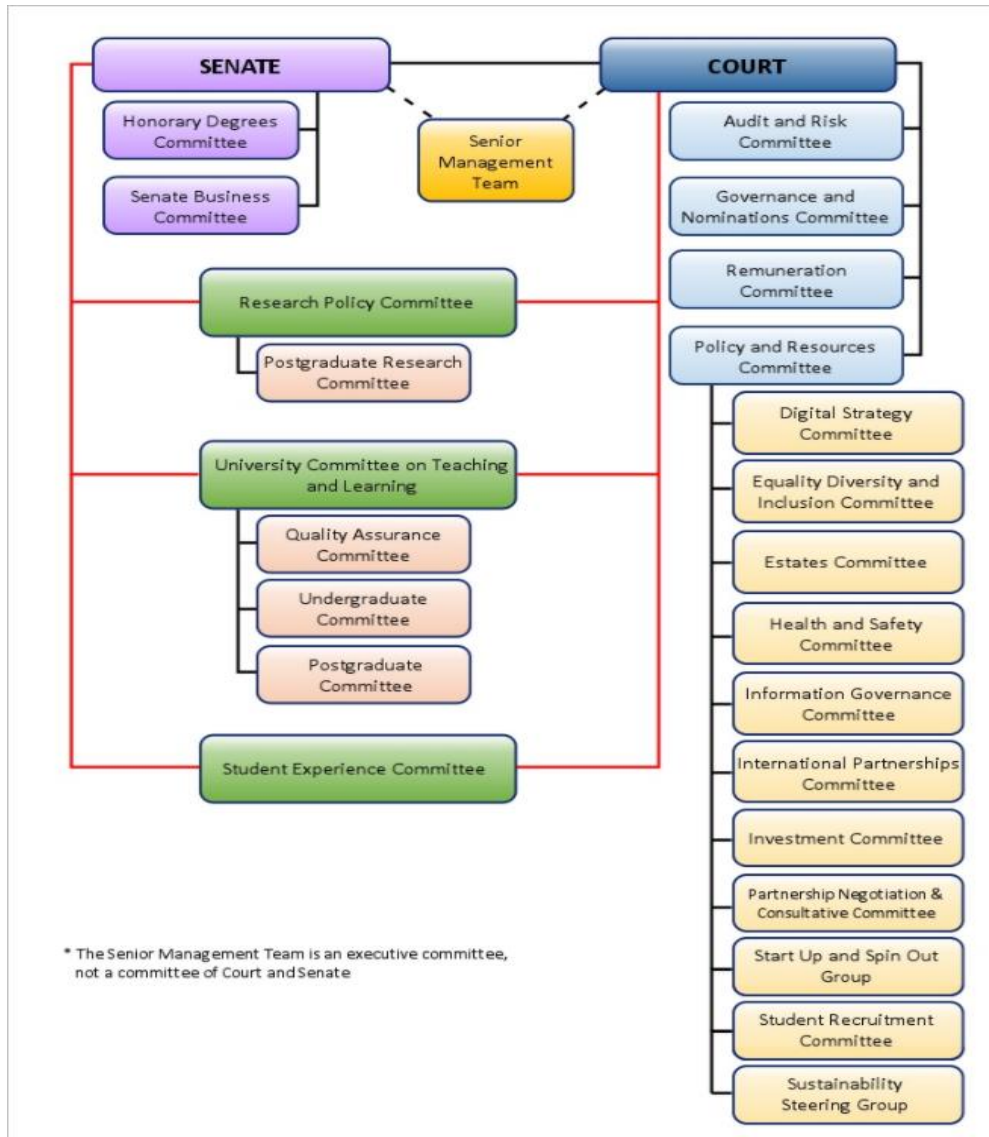 SENATE
COURT
Honorary Degrees
Committee
Senate Business
Committee
Senior
Management
Team
Audit and Risk
Committee
Governance and
Nominations Committee
Remuneration
Committee
Policy and Resources
Committee
Research Policy Committee
Postgraduate Research
Committee
University Committee on Teaching
and Learning
Quality Assurance
Committee
Undergraduate
Committee
Postgraduate
Committee
Student Experience Committee
Digital Strategy
Committee
Equality Diversity and
Inclusion Committee
Estates Committee
Health and Safety
Committee
Information Governance
Committee
International Partnerships
Committee
Investment Committee
Partnership Negotiation &
Consultative Committee
Start Up and Spin Out
Group
Student Recruitment
Committee
Sustainability
Steering Group
* The Senior Management Team is an executive committee,
not a committee of Court and Senate